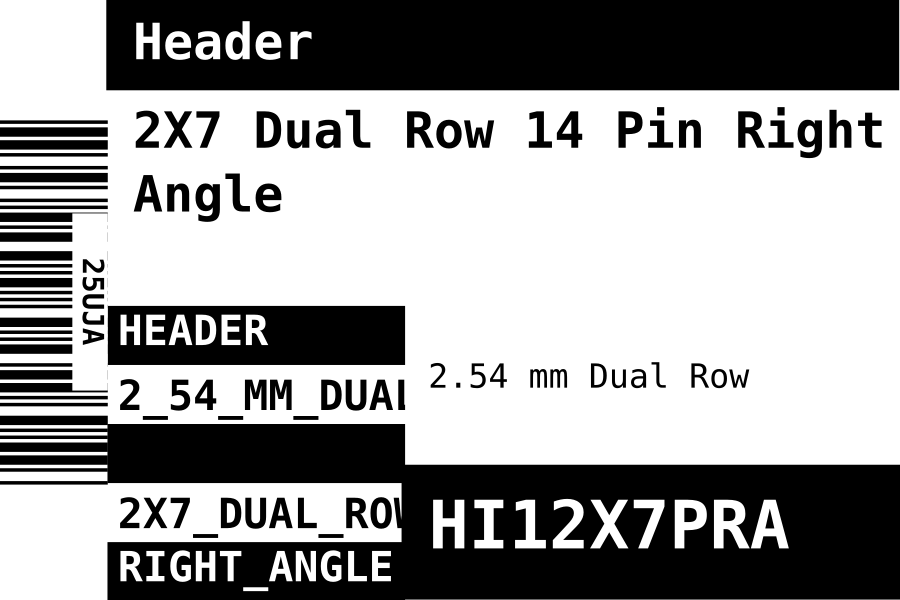 Header
2X7 Dual Row 14 Pin Right
Angle
25UJA
HEADER
2_54_MM_DUAL
2.54 mm Dual Row
2X7_DUAL_ROW
HI12X7PRA
RIGHT_ANGLE